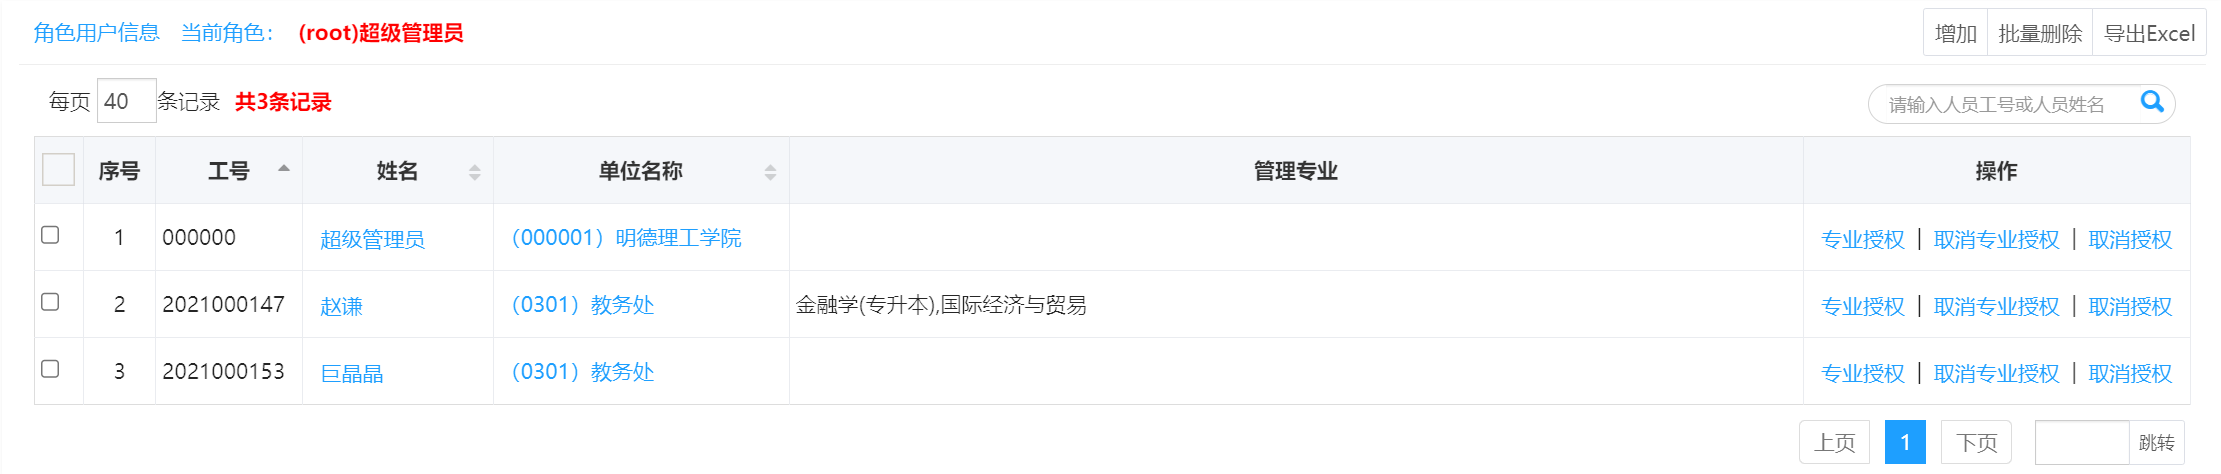 角色用户信息 当前角色： (root)超级管理员 增加 批量删除 导出Excel
每页 40 条记录 共3条记录 请输入人员工号或人员姓名
序号 工号 姓名 单位名称 管理专业 操作
1 000000 超级管理员 （000001）明德理工学院 专业授权 | 取消专业授权 | 取消授权
2 2021000147 赵谦 （0301）教务处 金融学(专升本),国际经济与贸易 专业授权 | 取消专业授权 | 取消授权
3 2021000153 巨晶晶 （0301）教务处 专业授权 | 取消专业授权 | 取消授权
上页 1 下页 跳转